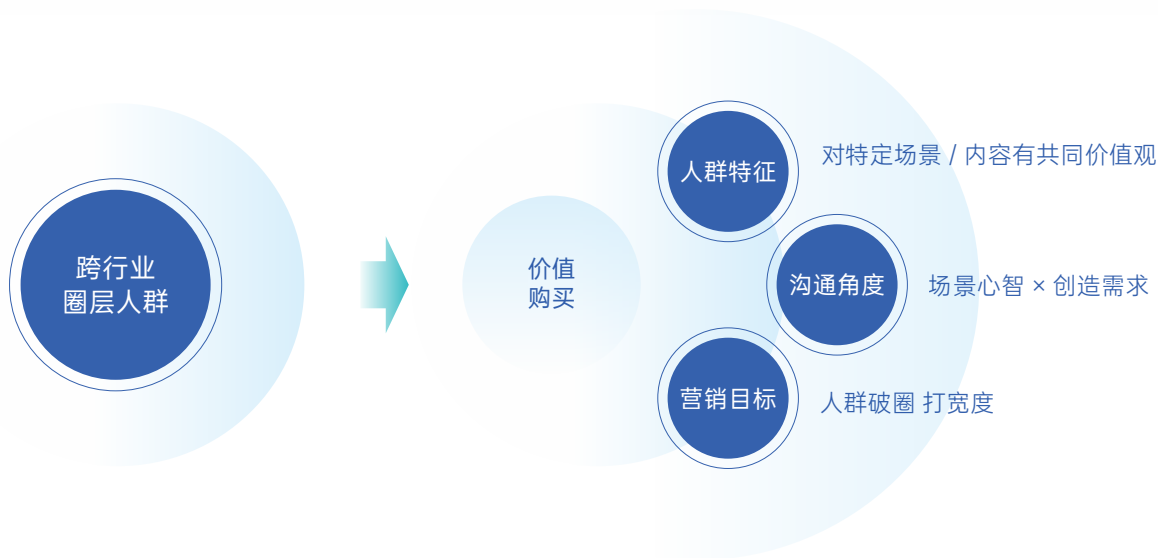 跨行业
圈层人群
价值
购买
人群特征
对特定场景 / 内容有共同价值观
沟通角度
场景心智 × 创造需求
营销目标
人群破圈 打宽度